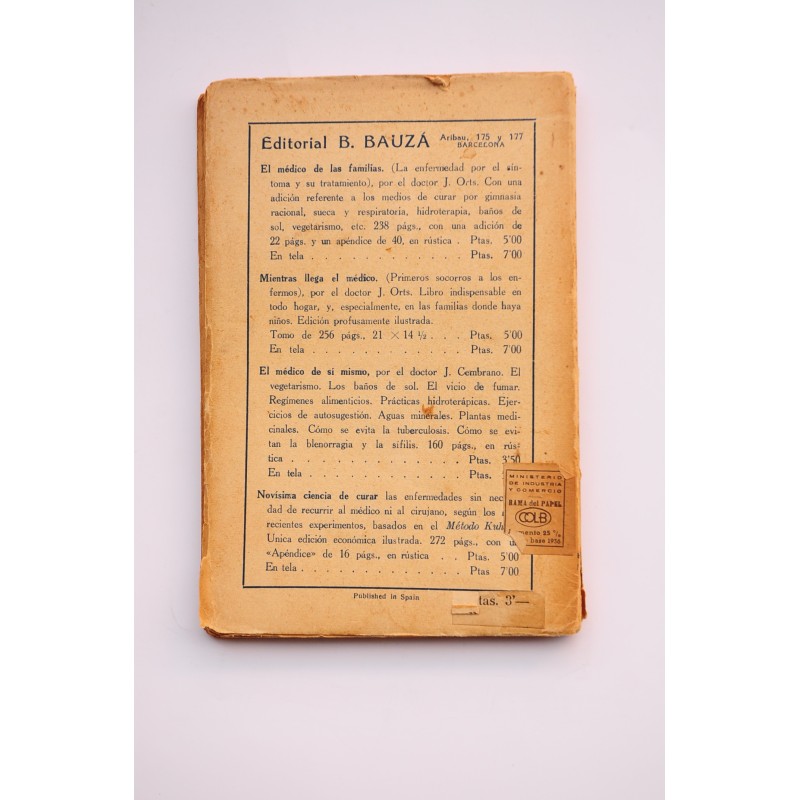 Editorial B. BAUZÁ Aribau, 175 y 177
BARCELONA
El médico de las familias. (La enfermedad por el sín-
toma y su tratamiento), por el doctor J. Orts. Con una
adición referente a los medios de curar por gimnasia
racional, sueca y respiratoria, hidroterapia, baños de
sol, vegetarismo, etc. 238 págs., con una adición de
22 págs. y un apéndice de 40, en rústica . Ptas. 5'00
En tela . . . . . . . . . . . . Ptas. 7'00
Mientras llega el médico. (Primeros socorros a los en-
fermos), por el doctor J. Orts. Libro indispensable en
todo hogar, y, especialmente, en las familias donde haya
niños. Edición profusamente ilustrada.
Tomo de 256 págs., 21 × 14 ½ . . . Ptas. 5'00
En tela . . . . . . . . . . . . Ptas. 7'00
El médico de si mismo, por el doctor J. Cembrano. El
vegetarismo. Los baños de sol. El vicio de fumar.
Regímenes alimenticios. Prácticas hidroterápicas. Ejer-
cicios de autosugestión. Aguas minerales. Plantas medi-
cinales. Cómo se evita la tuberculosis. Cómo se evi-
tan la blenorragia y la sífilis. 160 págs., en rús-
tica . . . . . . . . . . . . Ptas. 3'50
En tela . . . . . . . . . . . . Ptas.
Novísima ciencia de curar las enfermedades sin nece
dad de recurrir al médico ni al cirujano, según los
recientes experimentos, basados en el Método Kuh
Unica edición económica ilustrada. 272 págs., con un
«Apéndice» de 16 págs., en rústica . . Ptas. 5'00
En tela . . . . . . . . . . . . Ptas 7'00
MINISTERIO
DE INDUSTRIA
Y COMERCIO
RAMA del PAPEL
COLB
25 %
base 1936
Published in Spain
tas. 3'—